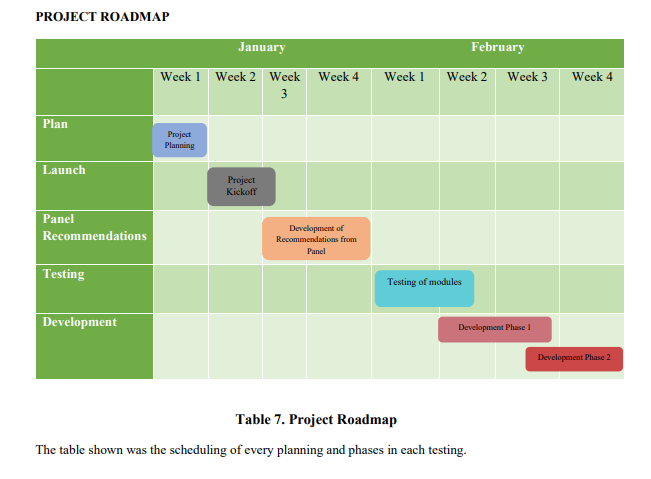 PROJECT ROADMAP
January February
Week 1 Week 2 Week Week 4 Week 1 Week 2 Week 3 Week 4
3
Plan
Project
Planning
Launch
Project
Kickoff
Panel
Recommendations
Development of
Recommendations from
Panel
Testing
Testing of modules
Development
Development Phase 1
Development Phase 2
Table 7. Project Roadmap
The table shown was the scheduling of every planning and phases in each testing.